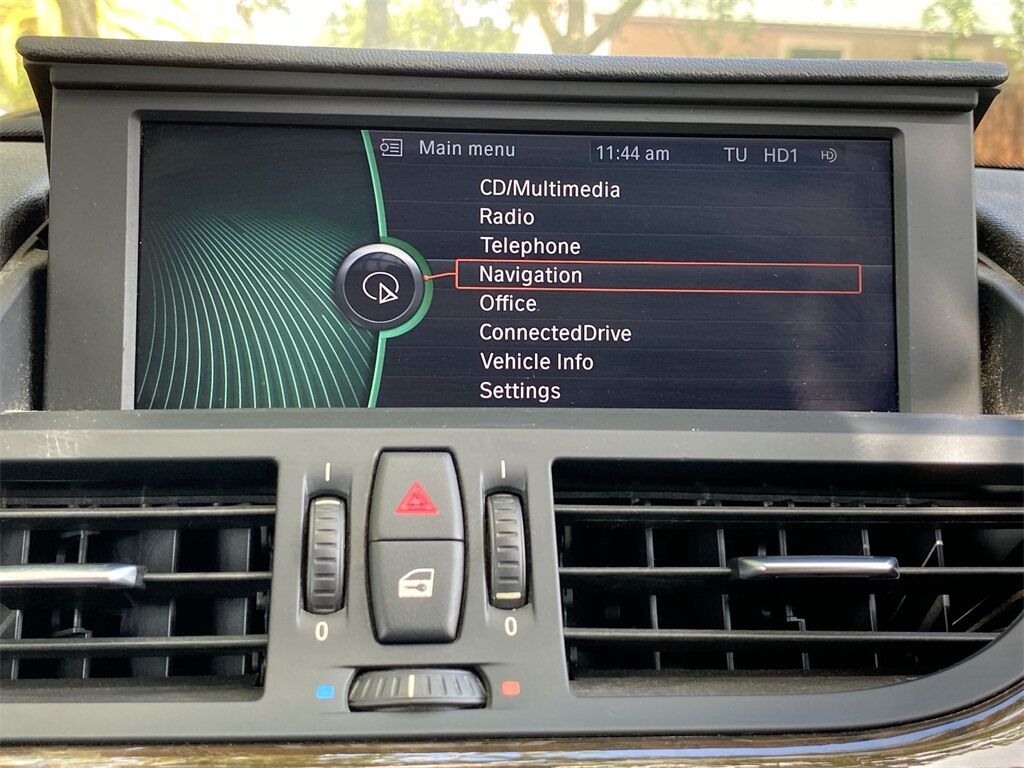 Main menu 11:44 am TU HD1 HD
CD/Multimedia
Radio
Telephone
Navigation
Office
ConnectedDrive
Vehicle Info
Settings
I I
0 0